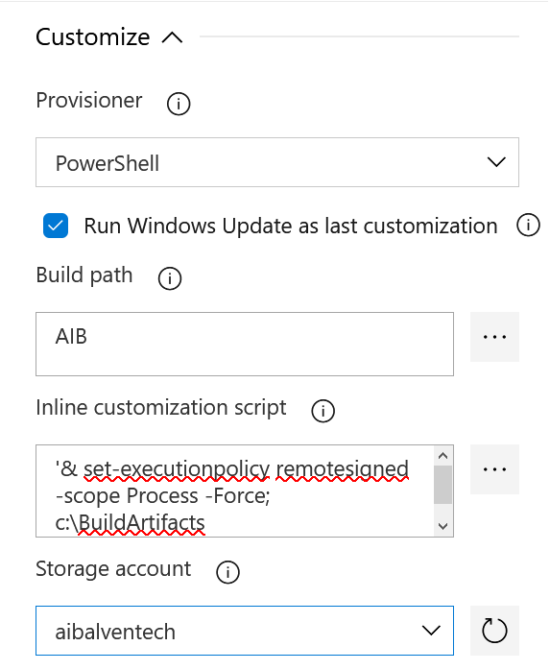 Customize
Provisioner
PowerShell
Run Windows Update as last customization
Build path
AIB
...
Inline customization script
'& set-executionpolicy remotesigned
-scope Process -Force;
c:\BuildArtifacts
...
Storage account
aibalventech